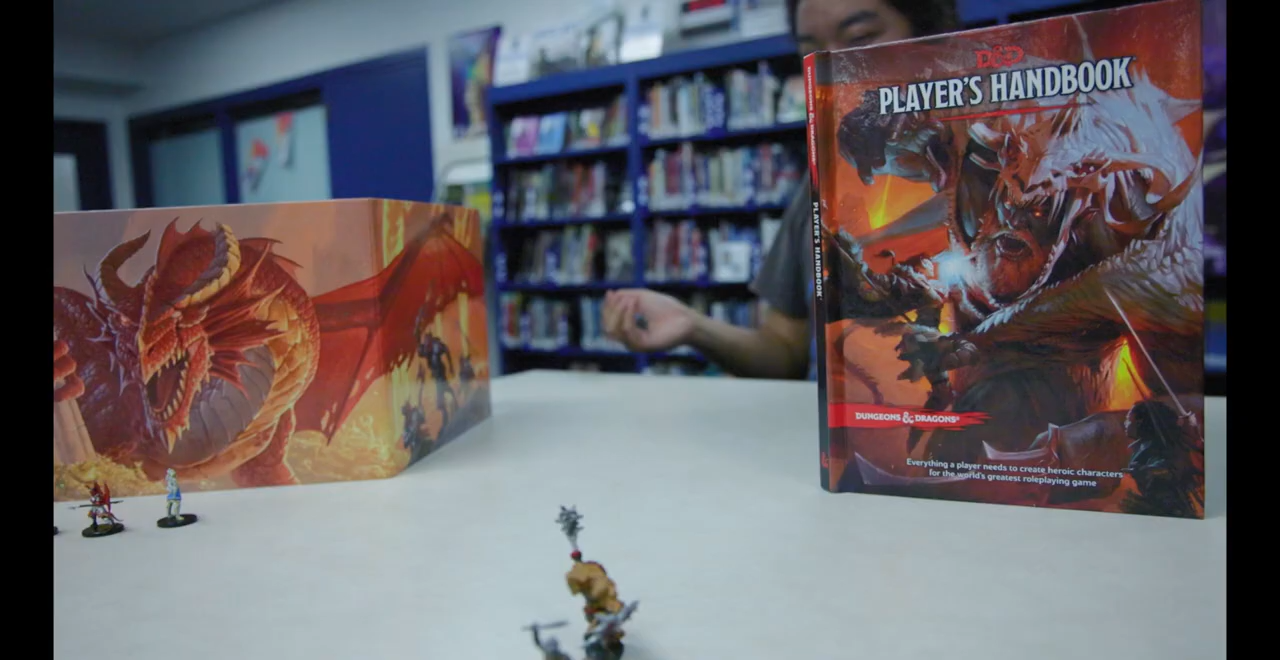 D&D
PLAYER'S HANDBOOK
PLAYER'S HANDBOOK
DUNGEONS & DRAGONS
Everything a player needs to create heroic characters
for the world's greatest roleplaying game